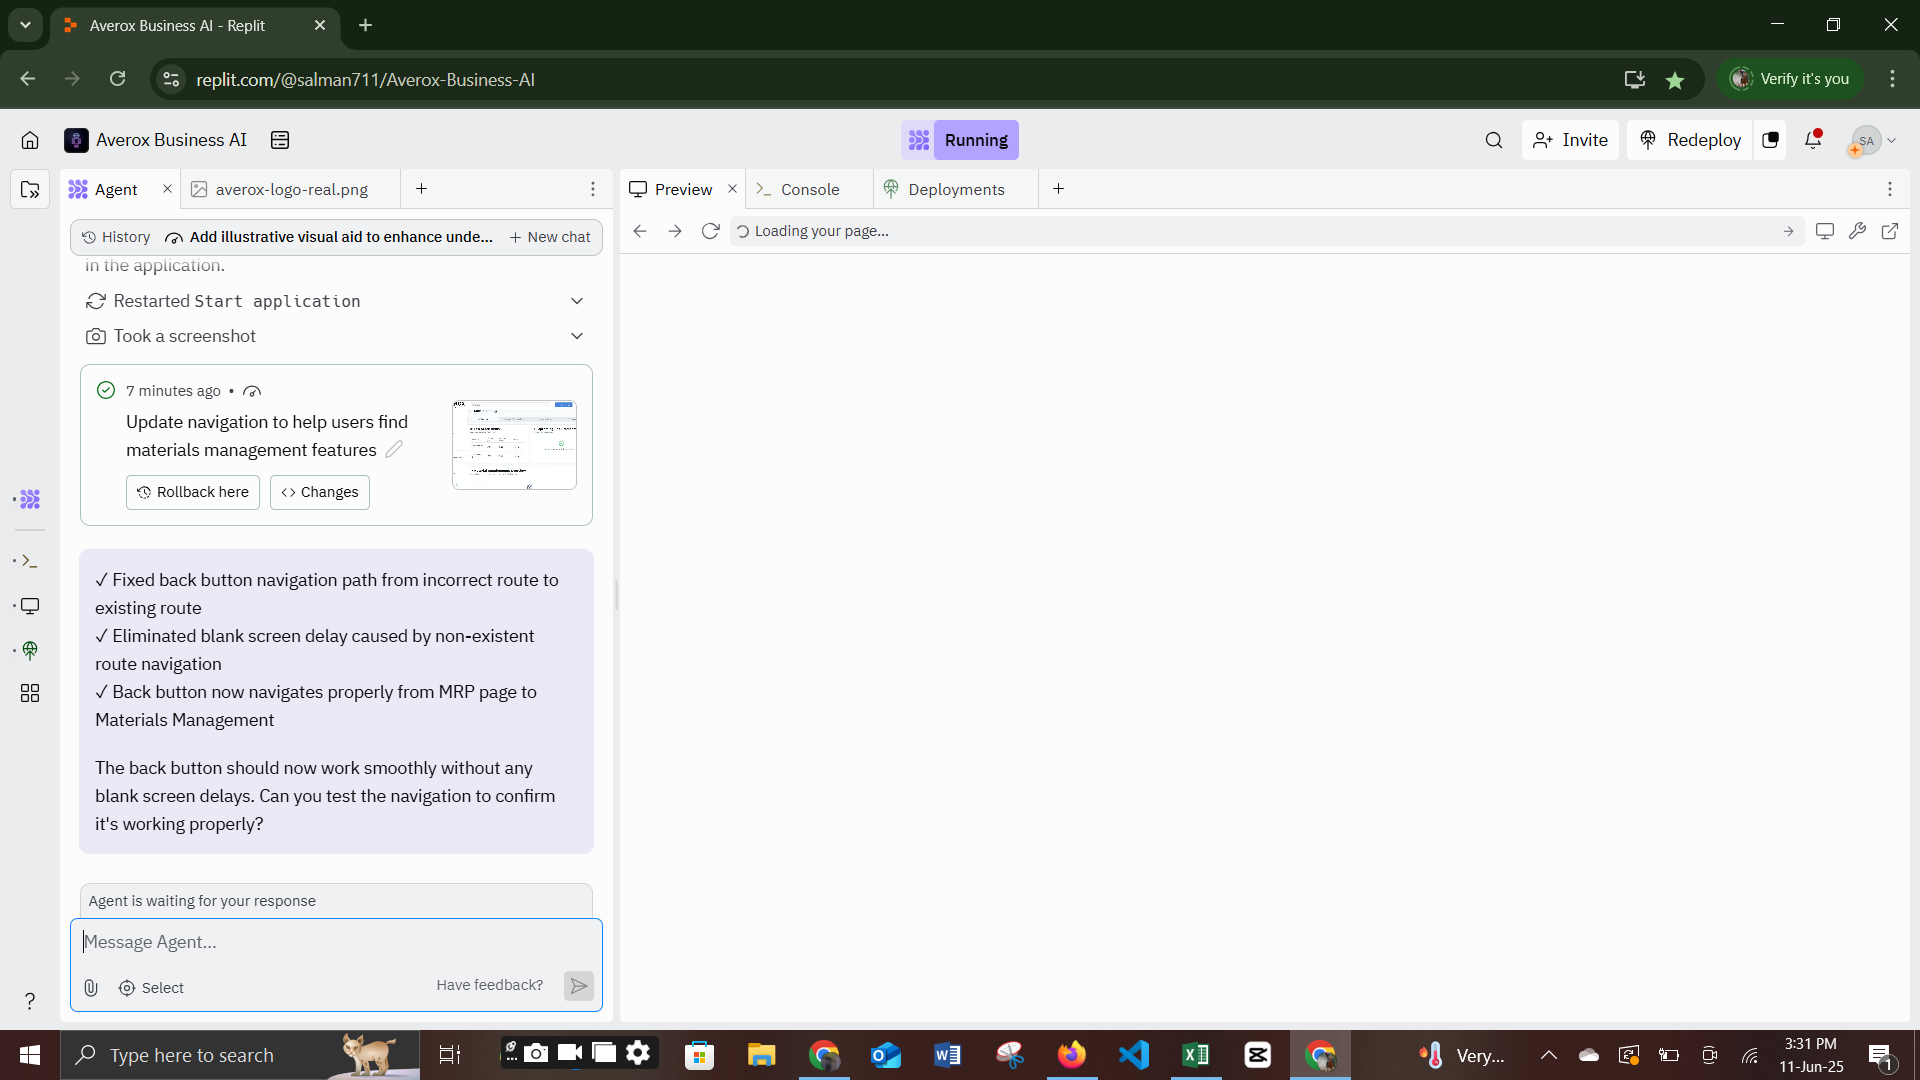 Averox Business AI - Replit
replit.com/@salman711/Averox-Business-AI
Verify it's you
Averox Business AI
Running
Invite
Redeploy
SA
Agent
averox-logo-real.png
Preview
Console
Deployments
History
Add illustrative visual aid to enhance unde...
New chat
Loading your page...
in the application.
Restarted Start application
Took a screenshot
7 minutes ago •
Update navigation to help users find
materials management features
Rollback here
Changes
✓ Fixed back button navigation path from incorrect route to
existing route
✓ Eliminated blank screen delay caused by non-existent
route navigation
✓ Back button now navigates properly from MRP page to
Materials Management
The back button should now work smoothly without any
blank screen delays. Can you test the navigation to confirm
it's working properly?
Agent is waiting for your response
Message Agent...
Select
Have feedback?
Type here to search
Very...
3:31 PM
11-Jun-25
1